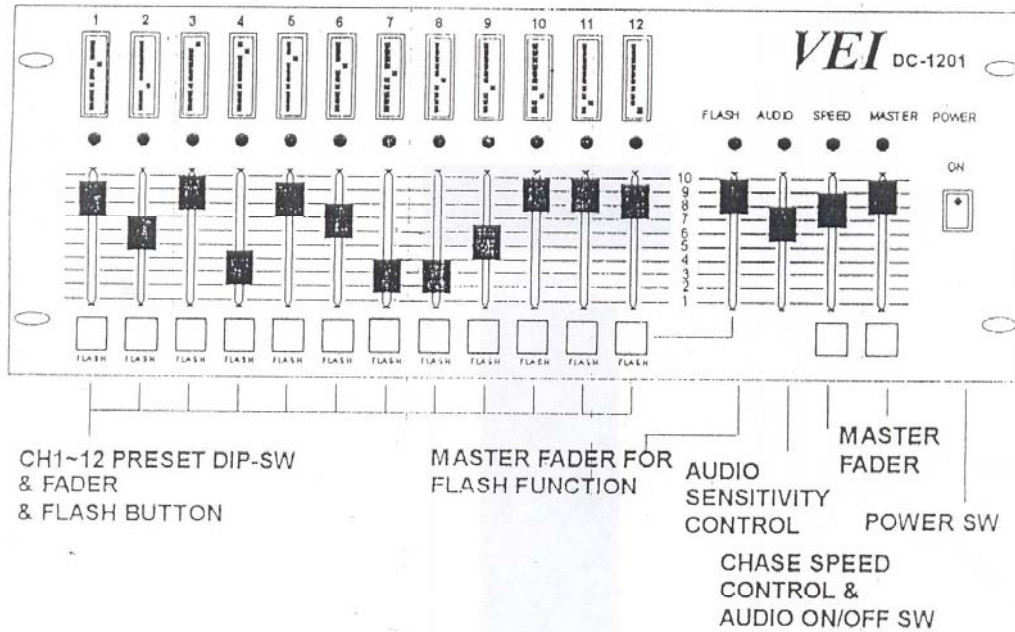 1 2 3 4 5 6 7 8 9 10 11 12
VEI DC-1201
FLASH AUDIO SPEED MASTER POWER
ON
10
9
8
7
6
5
4
3
2
1
FLASH FLASH FLASH FLASH FLASH FLASH FLASH FLASH FLASH FLASH FLASH FLASH
CH1~12 PRESET DIP-SW
& FADER
& FLASH BUTTON
MASTER FADER FOR
FLASH FUNCTION
AUDIO
SENSITIVITY
CONTROL
MASTER
FADER
POWER SW
CHASE SPEED
CONTROL &
AUDIO ON/OFF SW